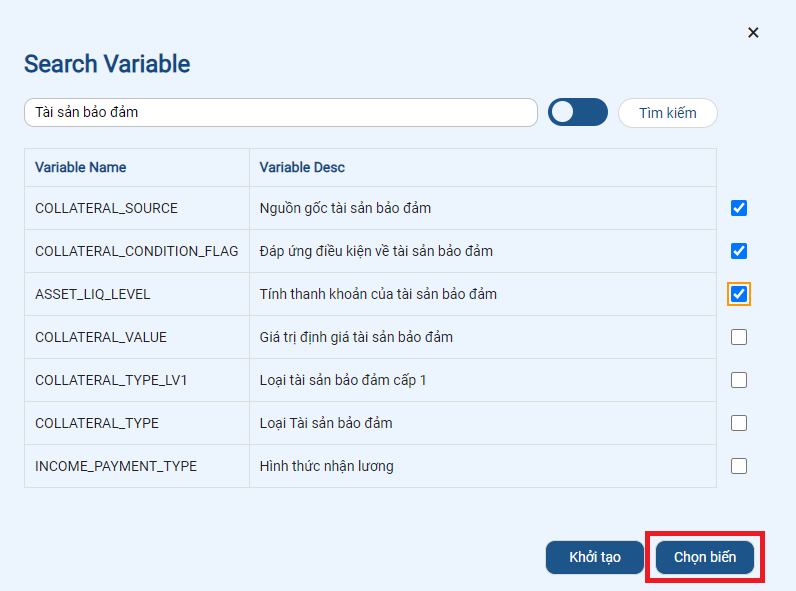 ×
Search Variable
Tài sản bảo đảm
Tìm kiếm
Variable Name Variable Desc
COLLATERAL_SOURCE Nguồn gốc tài sản bảo đảm
COLLATERAL_CONDITION_FLAG Đáp ứng điều kiện về tài sản bảo đảm
ASSET_LIQ_LEVEL Tính thanh khoản của tài sản bảo đảm
COLLATERAL_VALUE Giá trị định giá tài sản bảo đảm
COLLATERAL_TYPE_LV1 Loại tài sản bảo đảm cấp 1
COLLATERAL_TYPE Loại Tài sản bảo đảm
INCOME_PAYMENT_TYPE Hình thức nhận lương
Khởi tạo Chọn biến